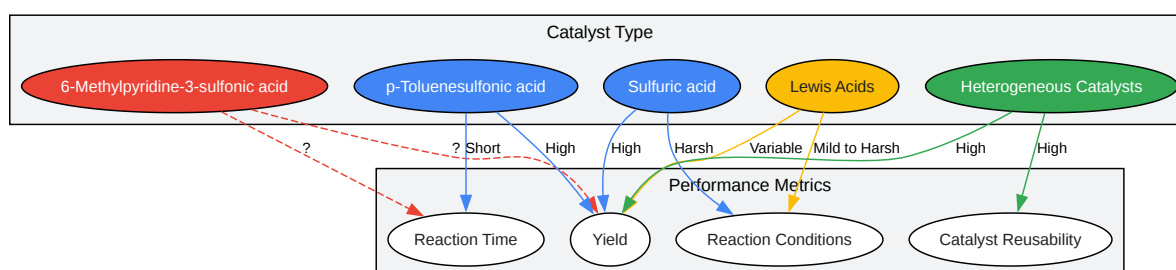 Catalyst Type
6-Methylpyridine-3-sulfonic acid
p-Toluenesulfonic acid
Sulfuric acid
Lewis Acids
Heterogeneous Catalysts
?
?
Short
High
High
Harsh
Variable
Mild to Harsh
High
High
Performance Metrics
Reaction Time
Yield
Reaction Conditions
Catalyst Reusability